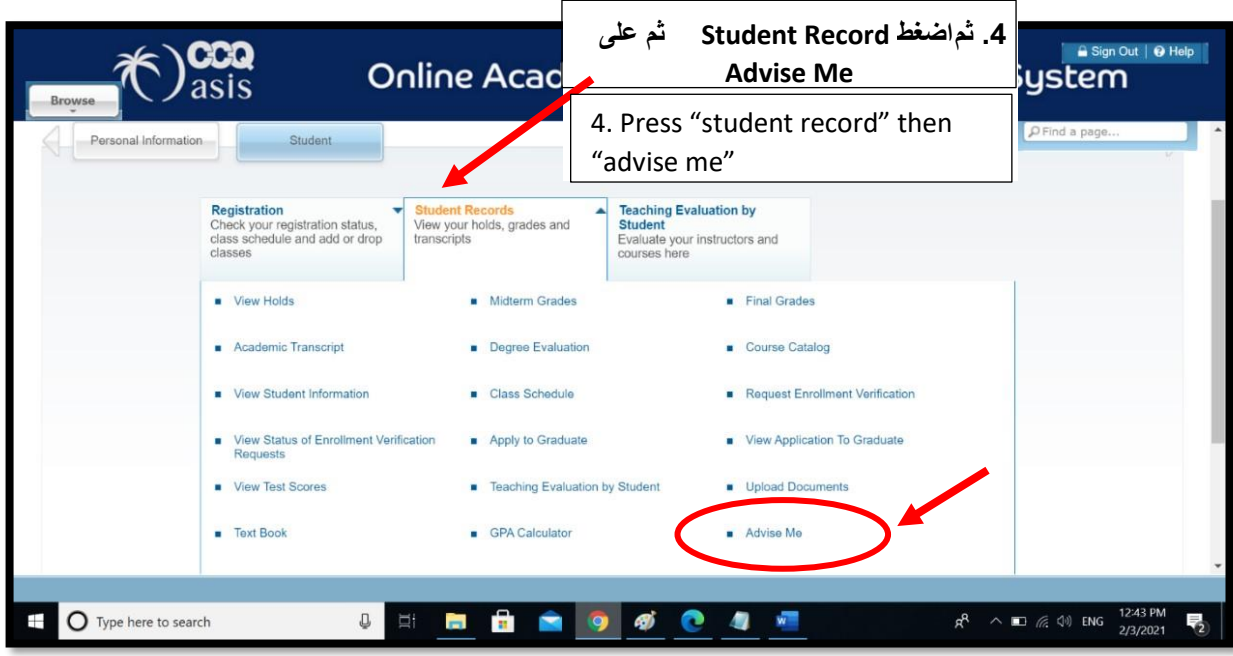 4. ثم اضغط Student Record ثم على
Advise Me
4. Press “student record” then
“advise me”
CCQ
asis
Online Acad
ystem
Sign Out | Help
Browse
Personal Information
Student
Find a page...
Registration
Check your registration status,
class schedule and add or drop
classes
Student Records
View your holds, grades and
transcripts
Teaching Evaluation by
Student
Evaluate your instructors and
courses here
View Holds
Midterm Grades
Final Grades
Academic Transcript
Degree Evaluation
Course Catalog
View Student Information
Class Schedule
Request Enrollment Verification
View Status of Enrollment Verification
Requests
Apply to Graduate
View Application To Graduate
View Test Scores
Teaching Evaluation by Student
Upload Documents
Text Book
GPA Calculator
Advise Me
Type here to search
ENG
12:43 PM
2/3/2021
2